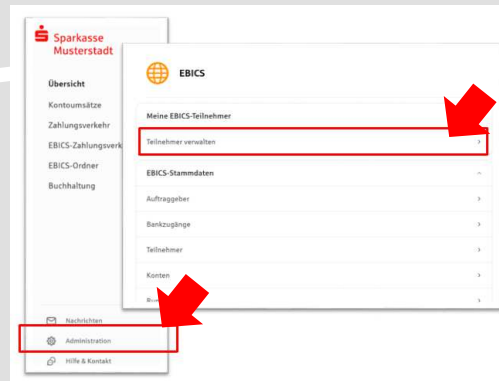 Sparkasse
Musterstadt
Übersicht
Kontoumsätze
Zahlungsverkehr
EBICS-Zahlungsverk
EBICS-Ordner
Buchhaltung
Nachrichten
Administration
Hilfe & Kontakt
EBICS
Meine EBICS-Teilnehmer
Teilnehmer verwalten
EBICS-Stammdaten
Auftraggeber
Bankzugänge
Teilnehmer
Konten